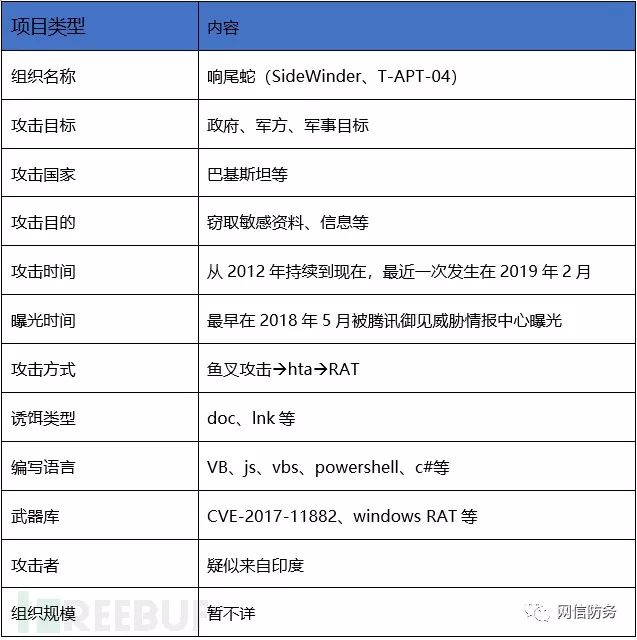 项目类型 内容
组织名称 响尾蛇（SideWinder、T-APT-04）
攻击目标 政府、军方、军事目标
攻击国家 巴基斯坦等
攻击目的 窃取敏感资料、信息等
攻击时间 从 2012 年持续到现在，最近一次发生在 2019 年 2 月
曝光时间 最早在 2018 年 5 月被腾讯御见威胁情报中心曝光
攻击方式 鱼叉攻击→hta→RAT
诱饵类型 doc、lnk 等
编写语言 VB、js、vbs、powershell、c#等
武器库 CVE-2017-11882、windows RAT 等
攻击者 疑似来自印度
组织规模 暂不详
REEBUF
网信防务